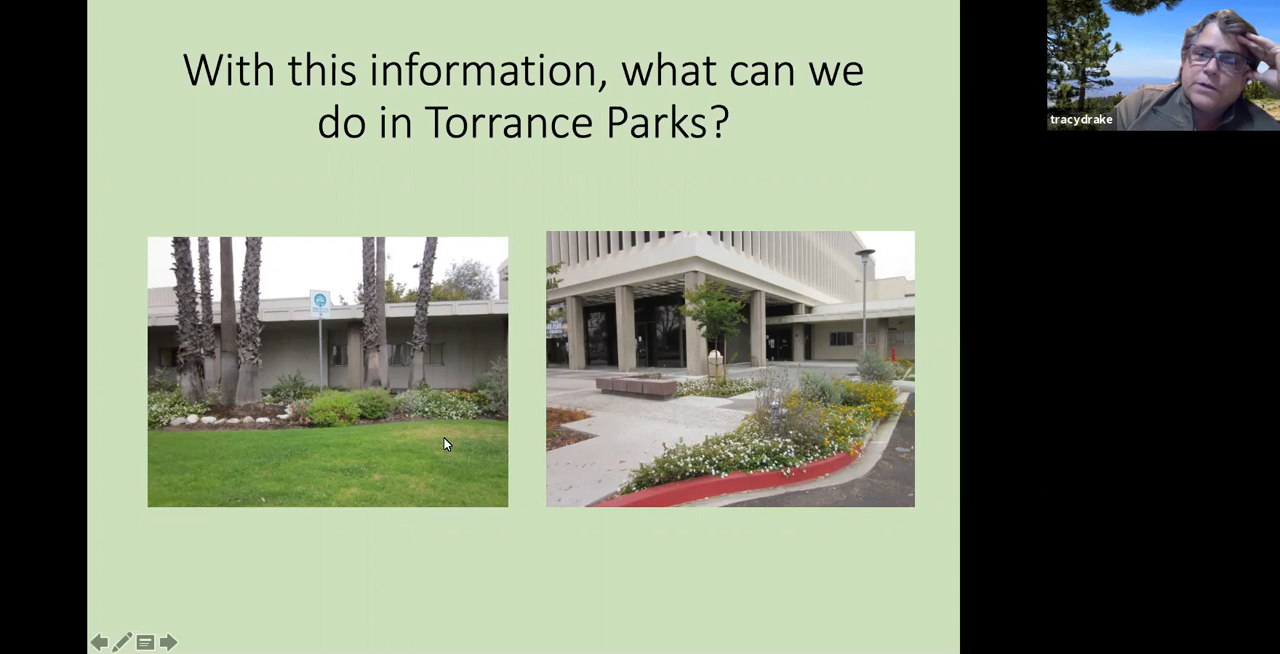 With this information, what can we
do in Torrance Parks?
tracydrake